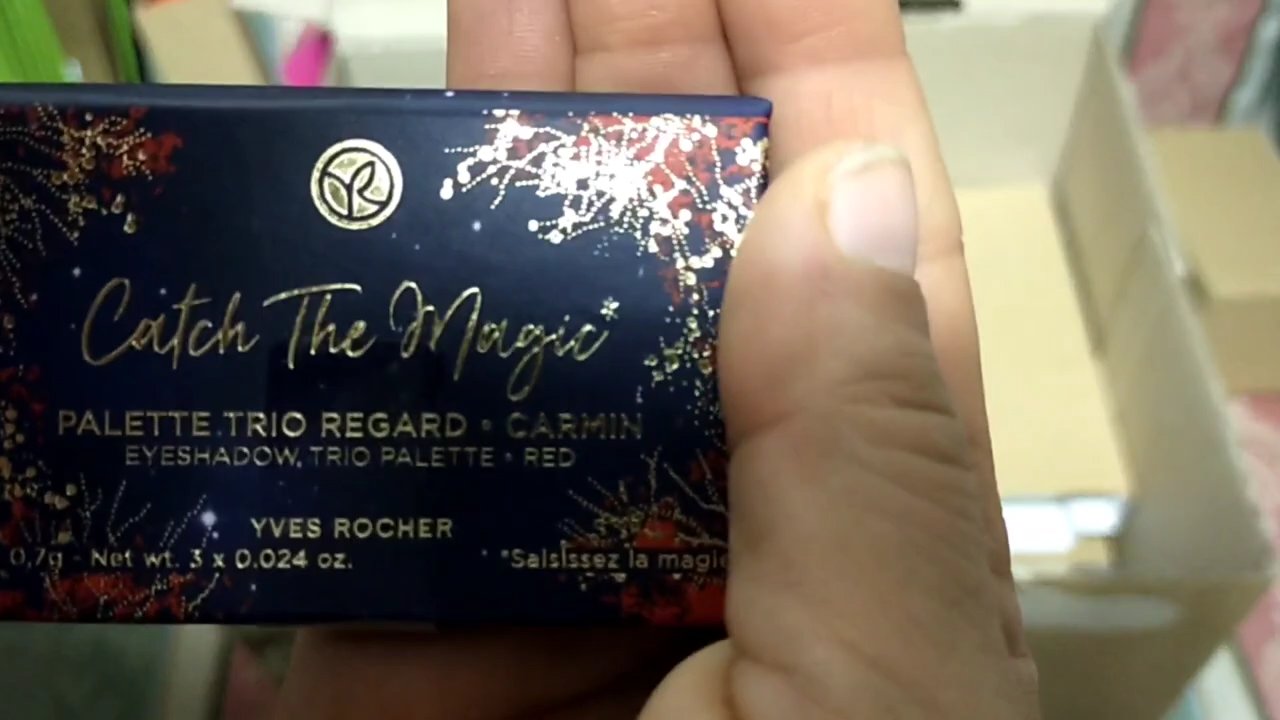 YR
Catch The Magic*
PALETTE TRIO REGARD • CARMIN
EYESHADOW, TRIO PALETTE • RED
YVES ROCHER
0,7g - Net wt. 3 x 0.024 oz.
*Saisissez la magie